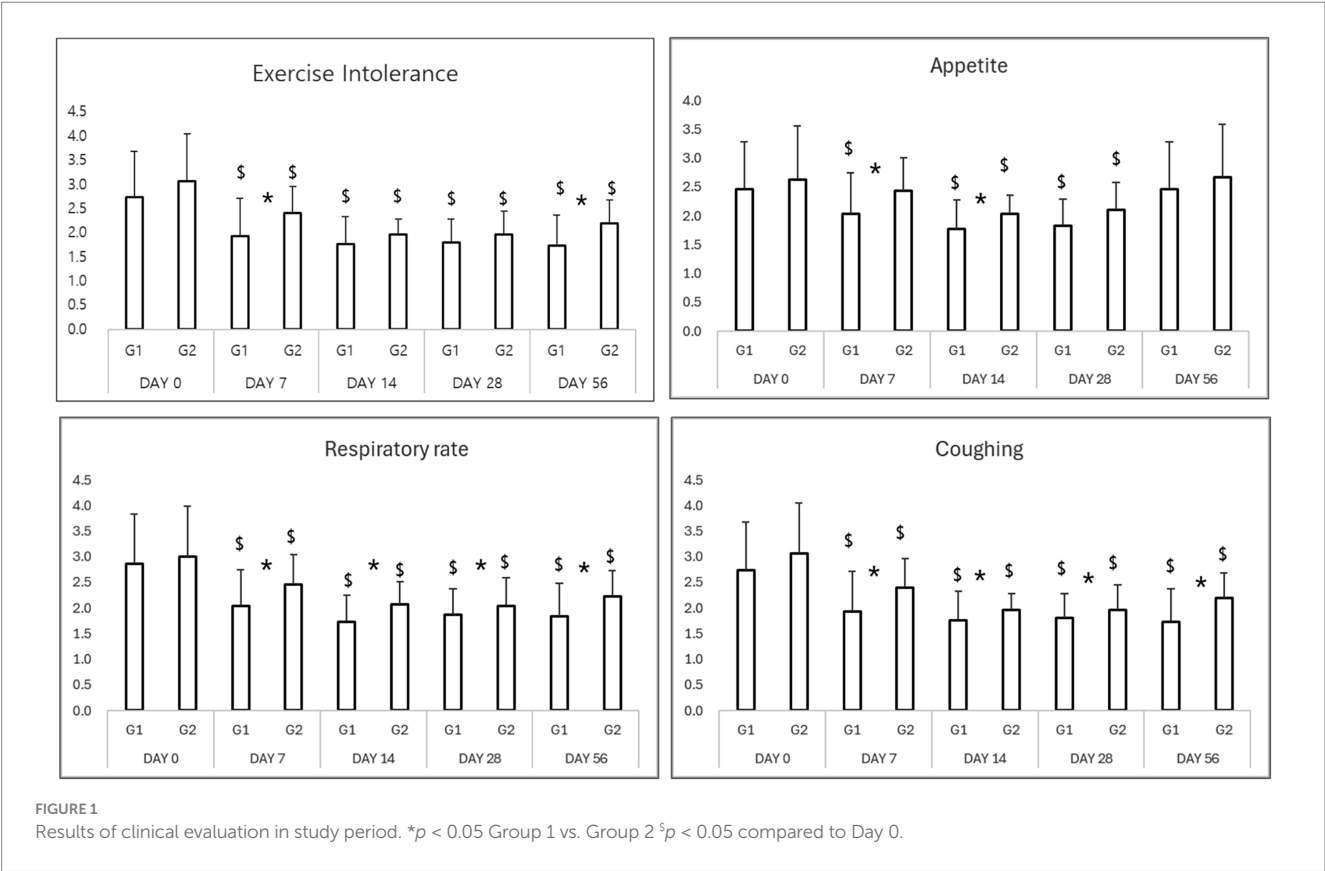 Exercise Intolerance
4.5
4.0
3.5
3.0
2.5
2.0
1.5
1.0
0.5
0.0
$ $ $ $ $ $ $ $
* *
G1 G2 G1 G2 G1 G2 G1 G2 G1 G2
DAY 0 DAY 7 DAY 14 DAY 28 DAY 56
Appetite
4.0
3.5
3.0
2.5
2.0
1.5
1.0
0.5
0.0
$ $ $ $ $
* *
G1 G2 G1 G2 G1 G2 G1 G2 G1 G2
DAY 0 DAY 7 DAY 14 DAY 28 DAY 56
Respiratory rate
4.5
4.0
3.5
3.0
2.5
2.0
1.5
1.0
0.5
0.0
$ $ $ $ $ $ $ $
* * * *
G1 G2 G1 G2 G1 G2 G1 G2 G1 G2
DAY 0 DAY 7 DAY 14 DAY 28 DAY 56
Coughing
4.5
4.0
3.5
3.0
2.5
2.0
1.5
1.0
0.5
0.0
$ $ $ $ $ $ $ $
* * * *
G1 G2 G1 G2 G1 G2 G1 G2 G1 G2
DAY 0 DAY 7 DAY 14 DAY 28 DAY 56
FIGURE 1
Results of clinical evaluation in study period. *p < 0.05 Group 1 vs. Group 2 $p < 0.05 compared to Day 0.